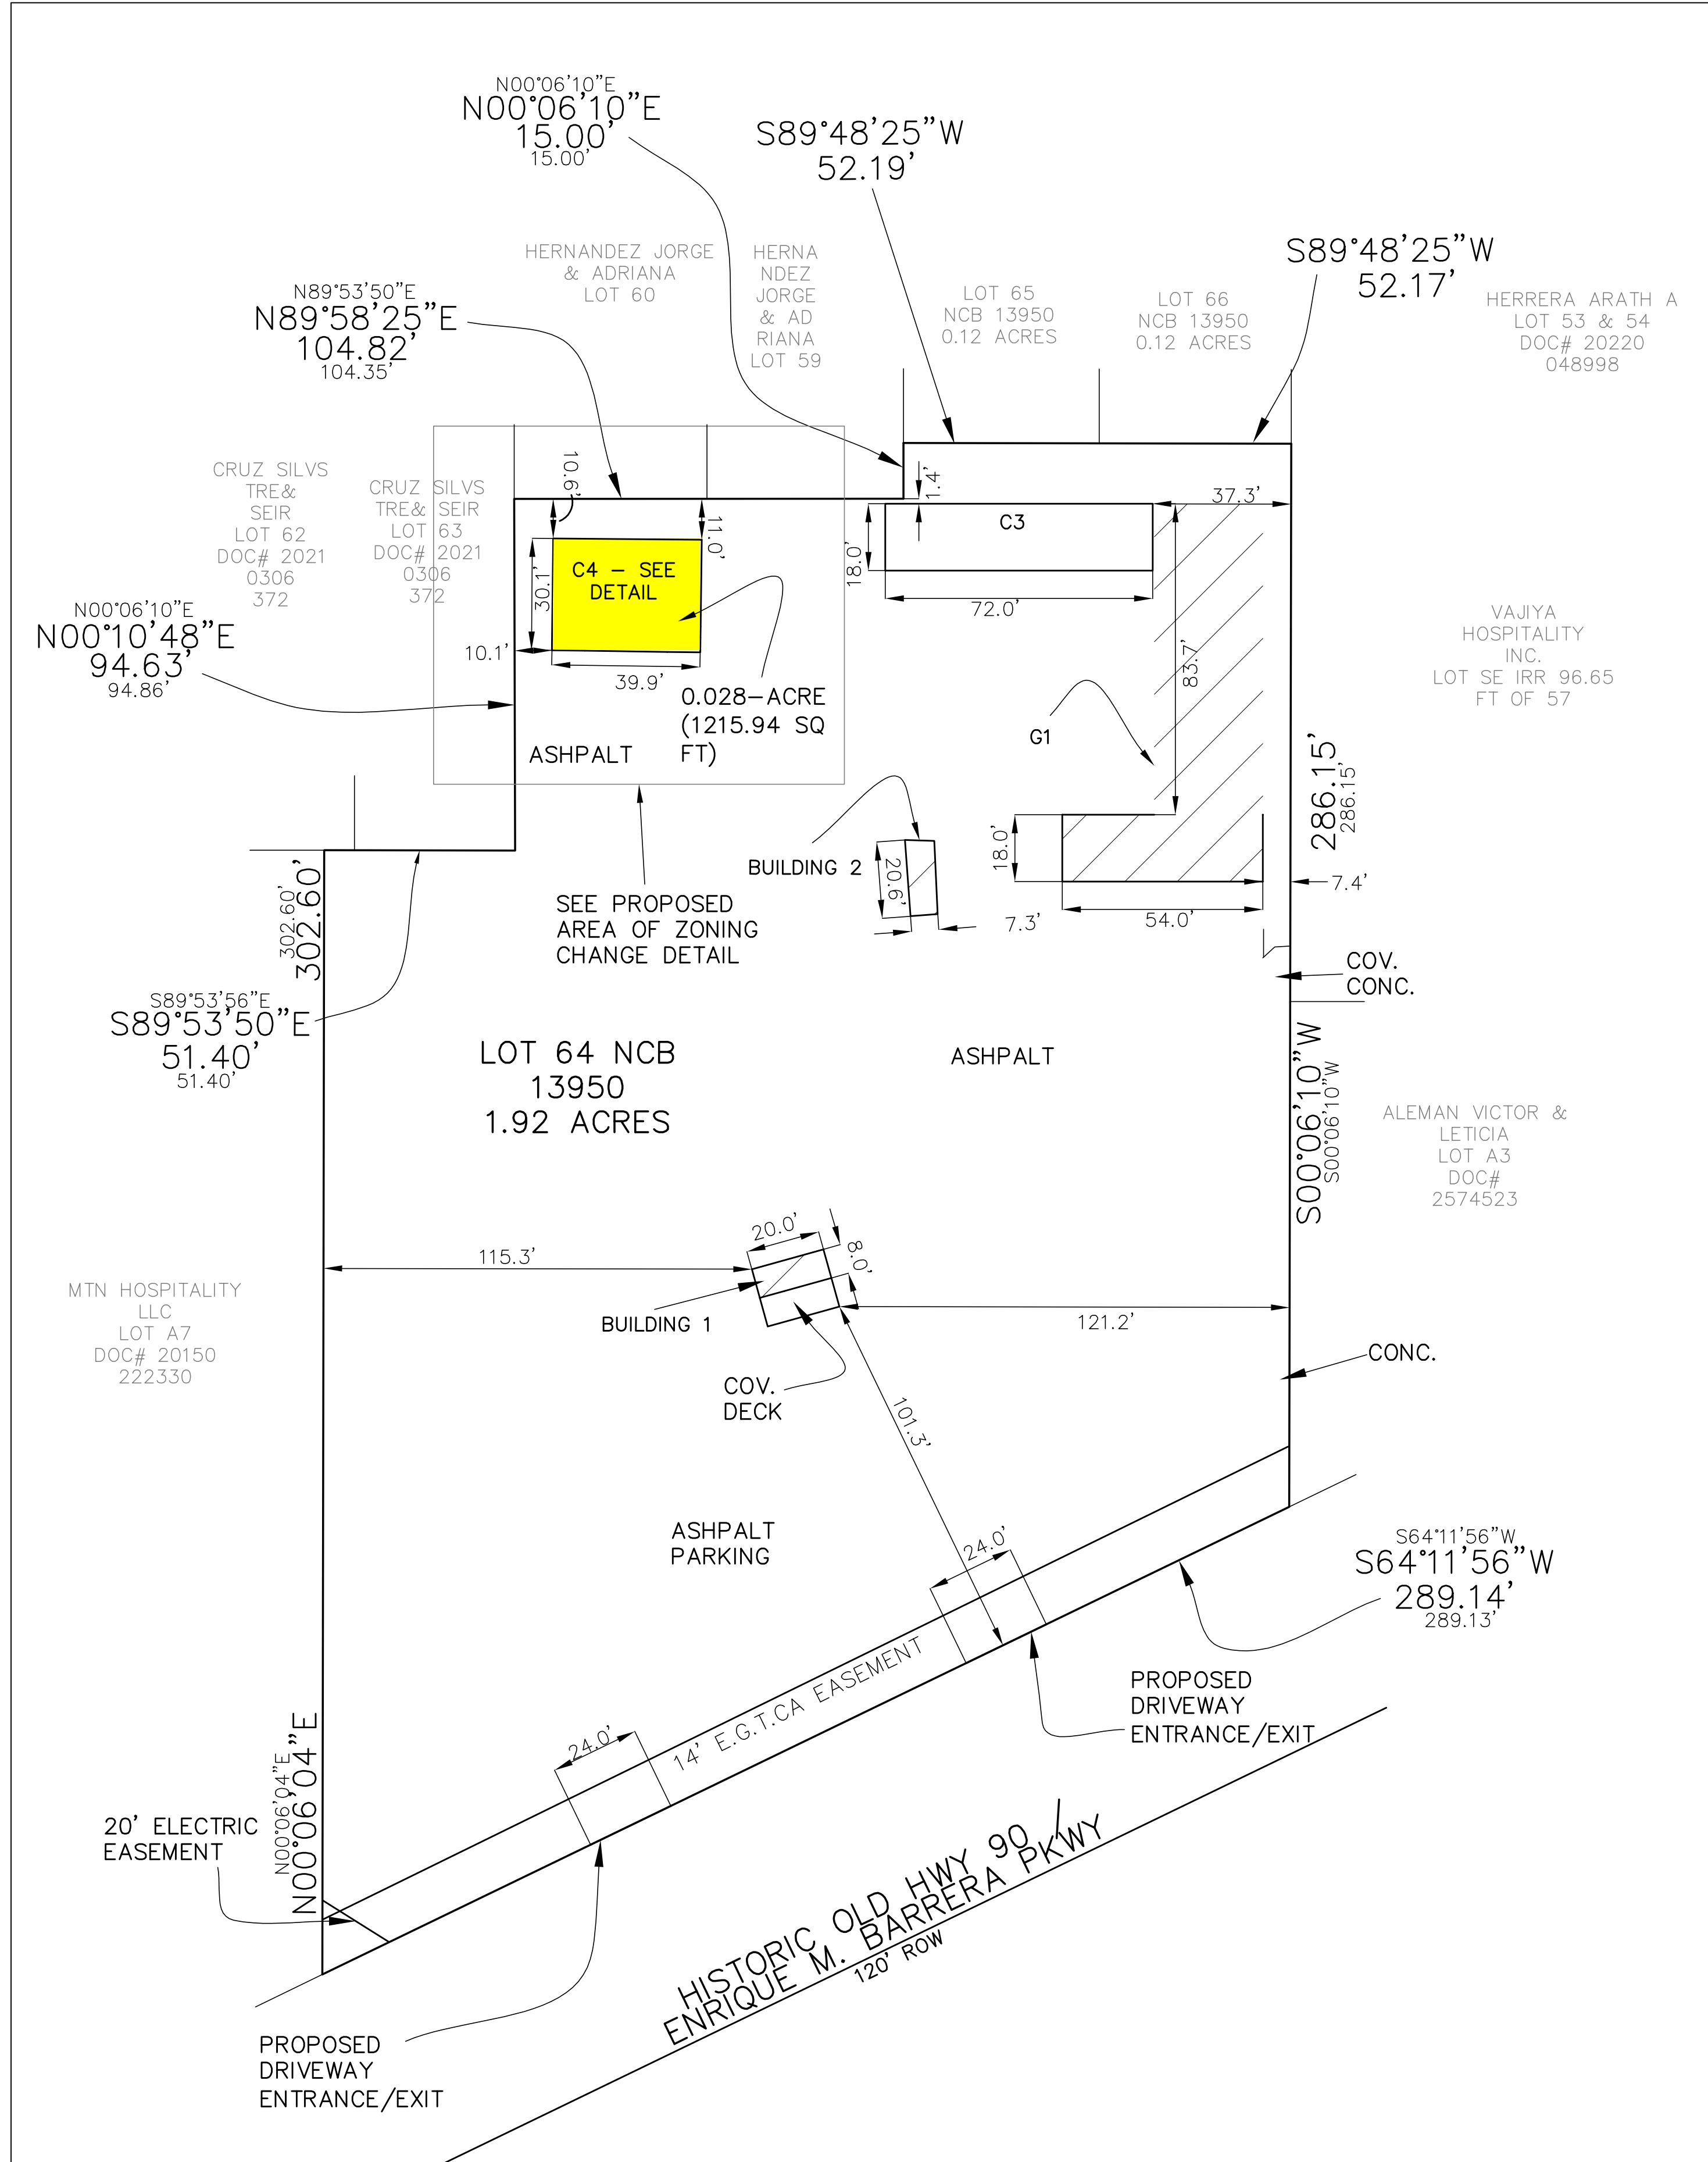 N00°06'10"E
N00°06'10"E
15.00'
15.00'
S89°48'25"W
52.19'
S89°48'25"W
52.17'
HERNANDEZ JORGE
& ADRIANA
LOT 60
HERNA
NDEZ
JORGE
& AD
RIANA
LOT 59
LOT 65
NCB 13950
0.12 ACRES
LOT 66
NCB 13950
0.12 ACRES
HERRERA ARATH A
LOT 53 & 54
DOC# 20220
048998
N89°53'50"E
N89°58'25"E
104.82'
104.35'
CRUZ SILVS
TRE&
SEIR
LOT 62
DOC# 2021
0306
372
CRUZ SILVS
TRE& SEIR
LOT 63
DOC# 2021
0306
372
10.6'
11.0'
1.4'
37.3'
C3
18.0'
72.0'
C4 – SEE
DETAIL
30.1'
10.1'
39.9'
0.028–ACRE
(1215.94 SQ
FT)
ASHPALT
N00°06'10"E
N00°10'48"E
94.63'
94.86'
VAJIYA
HOSPITALITY
INC.
LOT SE IRR 96.65
FT OF 57
83.7'
G1
286.15'
286.15'
BUILDING 2
20.6'
7.3'
18.0'
54.0'
7.4'
302.60'
302.60'
SEE PROPOSED
AREA OF ZONING
CHANGE DETAIL
COV.
CONC.
S89°53'56"E
S89°53'50"E
51.40'
51.40'
LOT 64 NCB
13950
1.92 ACRES
ASHPALT
S00°06'10"W
S00°06'10"W
ALEMAN VICTOR &
LETICIA
LOT A3
DOC#
2574523
20.0'
8.0'
115.3'
BUILDING 1
121.2'
MTN HOSPITALITY
LLC
LOT A7
DOC# 20150
222330
CONC.
COV.
DECK
101.3'
ASHPALT
PARKING
24.0'
S64°11'56"W
S64°11'56"W
289.14'
289.13'
14' E.G.T.CA EASEMENT
PROPOSED
DRIVEWAY
ENTRANCE/EXIT
24.0'
N00°06'04"E
N00°06'04"E
20' ELECTRIC
EASEMENT
HISTORIC OLD HWY 90 /
ENRIQUE M. BARRERA PKWY
120' ROW
PROPOSED
DRIVEWAY
ENTRANCE/EXIT